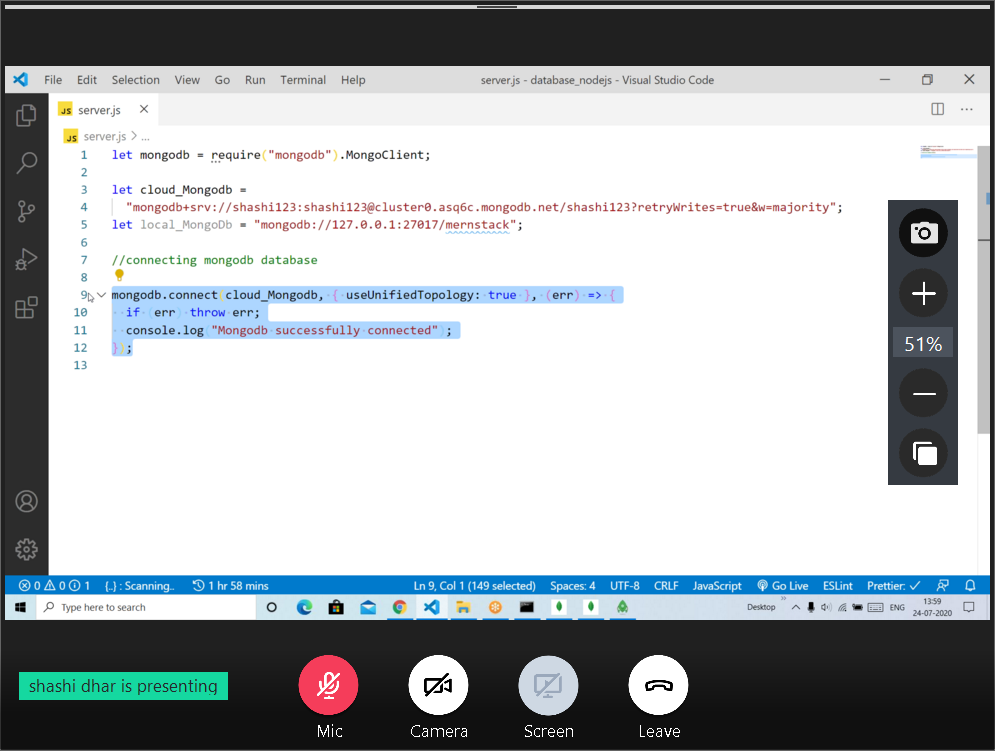 File Edit Selection View Go Run Terminal Help server.js - database_nodejs - Visual Studio Code
JS server.js
JS server.js > ...
1 let mongodb = require("mongodb").MongoClient;
2
3 let cloud_Mongodb =
4 "mongodb+srv://shashi123:shashi123@cluster0.asq6c.mongodb.net/shashi123?retryWrites=true&w=majority";
5 let local_MongoDb = "mongodb://127.0.0.1:27017/mernstack";
6
7 //connecting mongodb database
8
9 mongodb.connect(cloud_Mongodb, { useUnifiedTopology: true }, (err) => {
10 if (err) throw err;
11 console.log("Mongodb successfully connected");
12 });
13
51%
0 0 1 {..} : Scanning.. 1 hr 58 mins Ln 9, Col 1 (149 selected) Spaces: 4 UTF-8 CRLF JavaScript Go Live ESLint Prettier: ✓
Type here to search Desktop ENG 13:59
24-07-2020
shashi dhar is presenting
Mic Camera Screen Leave